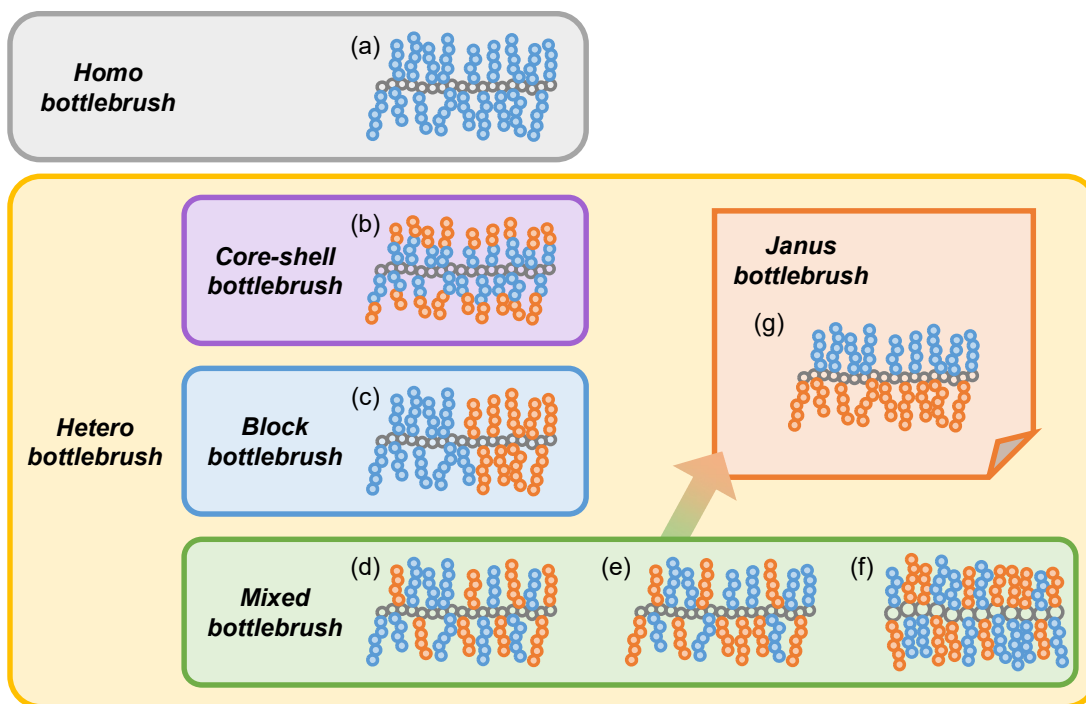 (a)
Homo
bottlebrush
(b)
Core-shell
bottlebrush
Janus
bottlebrush
(g)
(c)
Hetero
bottlebrush
Block
bottlebrush
(d)
(e)
(f)
Mixed
bottlebrush